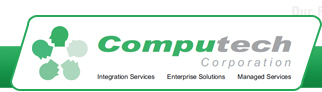 Computech
Corporation
Integration Services Enterprise Solutions Managed Services